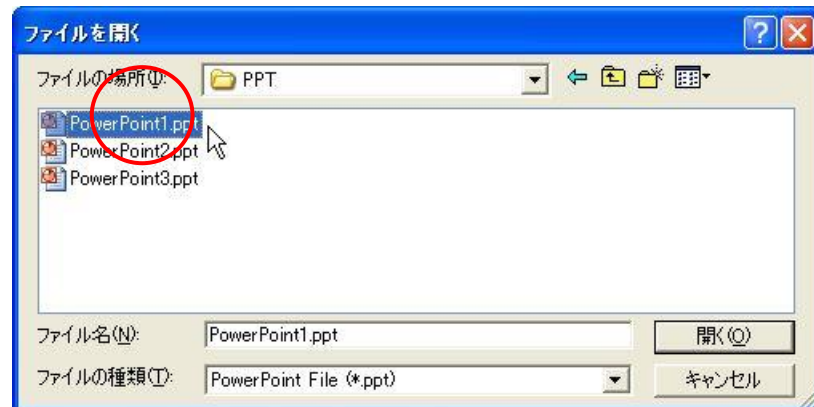 ファイルを開く
ファイルの場所(I): PPT
PowerPoint1.ppt
PowerPoint2.ppt
PowerPoint3.ppt
ファイル名(N): PowerPoint1.ppt 開く(O)
ファイルの種類(T): PowerPoint File (*.ppt) キャンセル